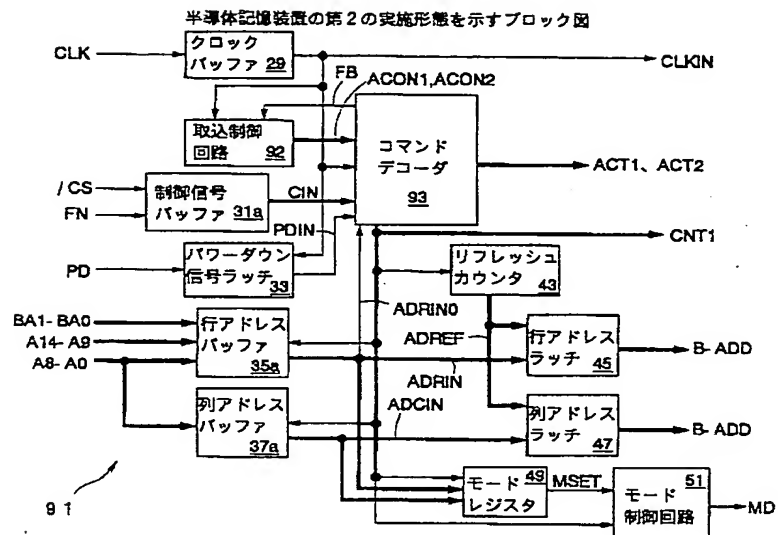 半導体記憶装置の第2の実施形態を示すブロック図
CLK
クロック
バッファ 29
CLKIN
FB
ACON1,ACON2
取込制御
回路 92
コマンド
デコーダ
93
ACT1、ACT2
/CS
FN
制御信号
バッファ 31a
CIN
PDIN
CNT1
PD
パワーダウン
信号ラッチ 33
リフレッシュ
カウンタ 43
ADRIN0
BA1-BA0
A14-A9
A8-A0
行アドレス
バッファ
35a
ADREF
行アドレス
ラッチ
45
B-ADD
ADRIN
ADCIN
列アドレス
バッファ
37a
列アドレス
ラッチ
47
B-ADD
モード 49
レジスタ
MSET
51
モード
制御回路
MD
91